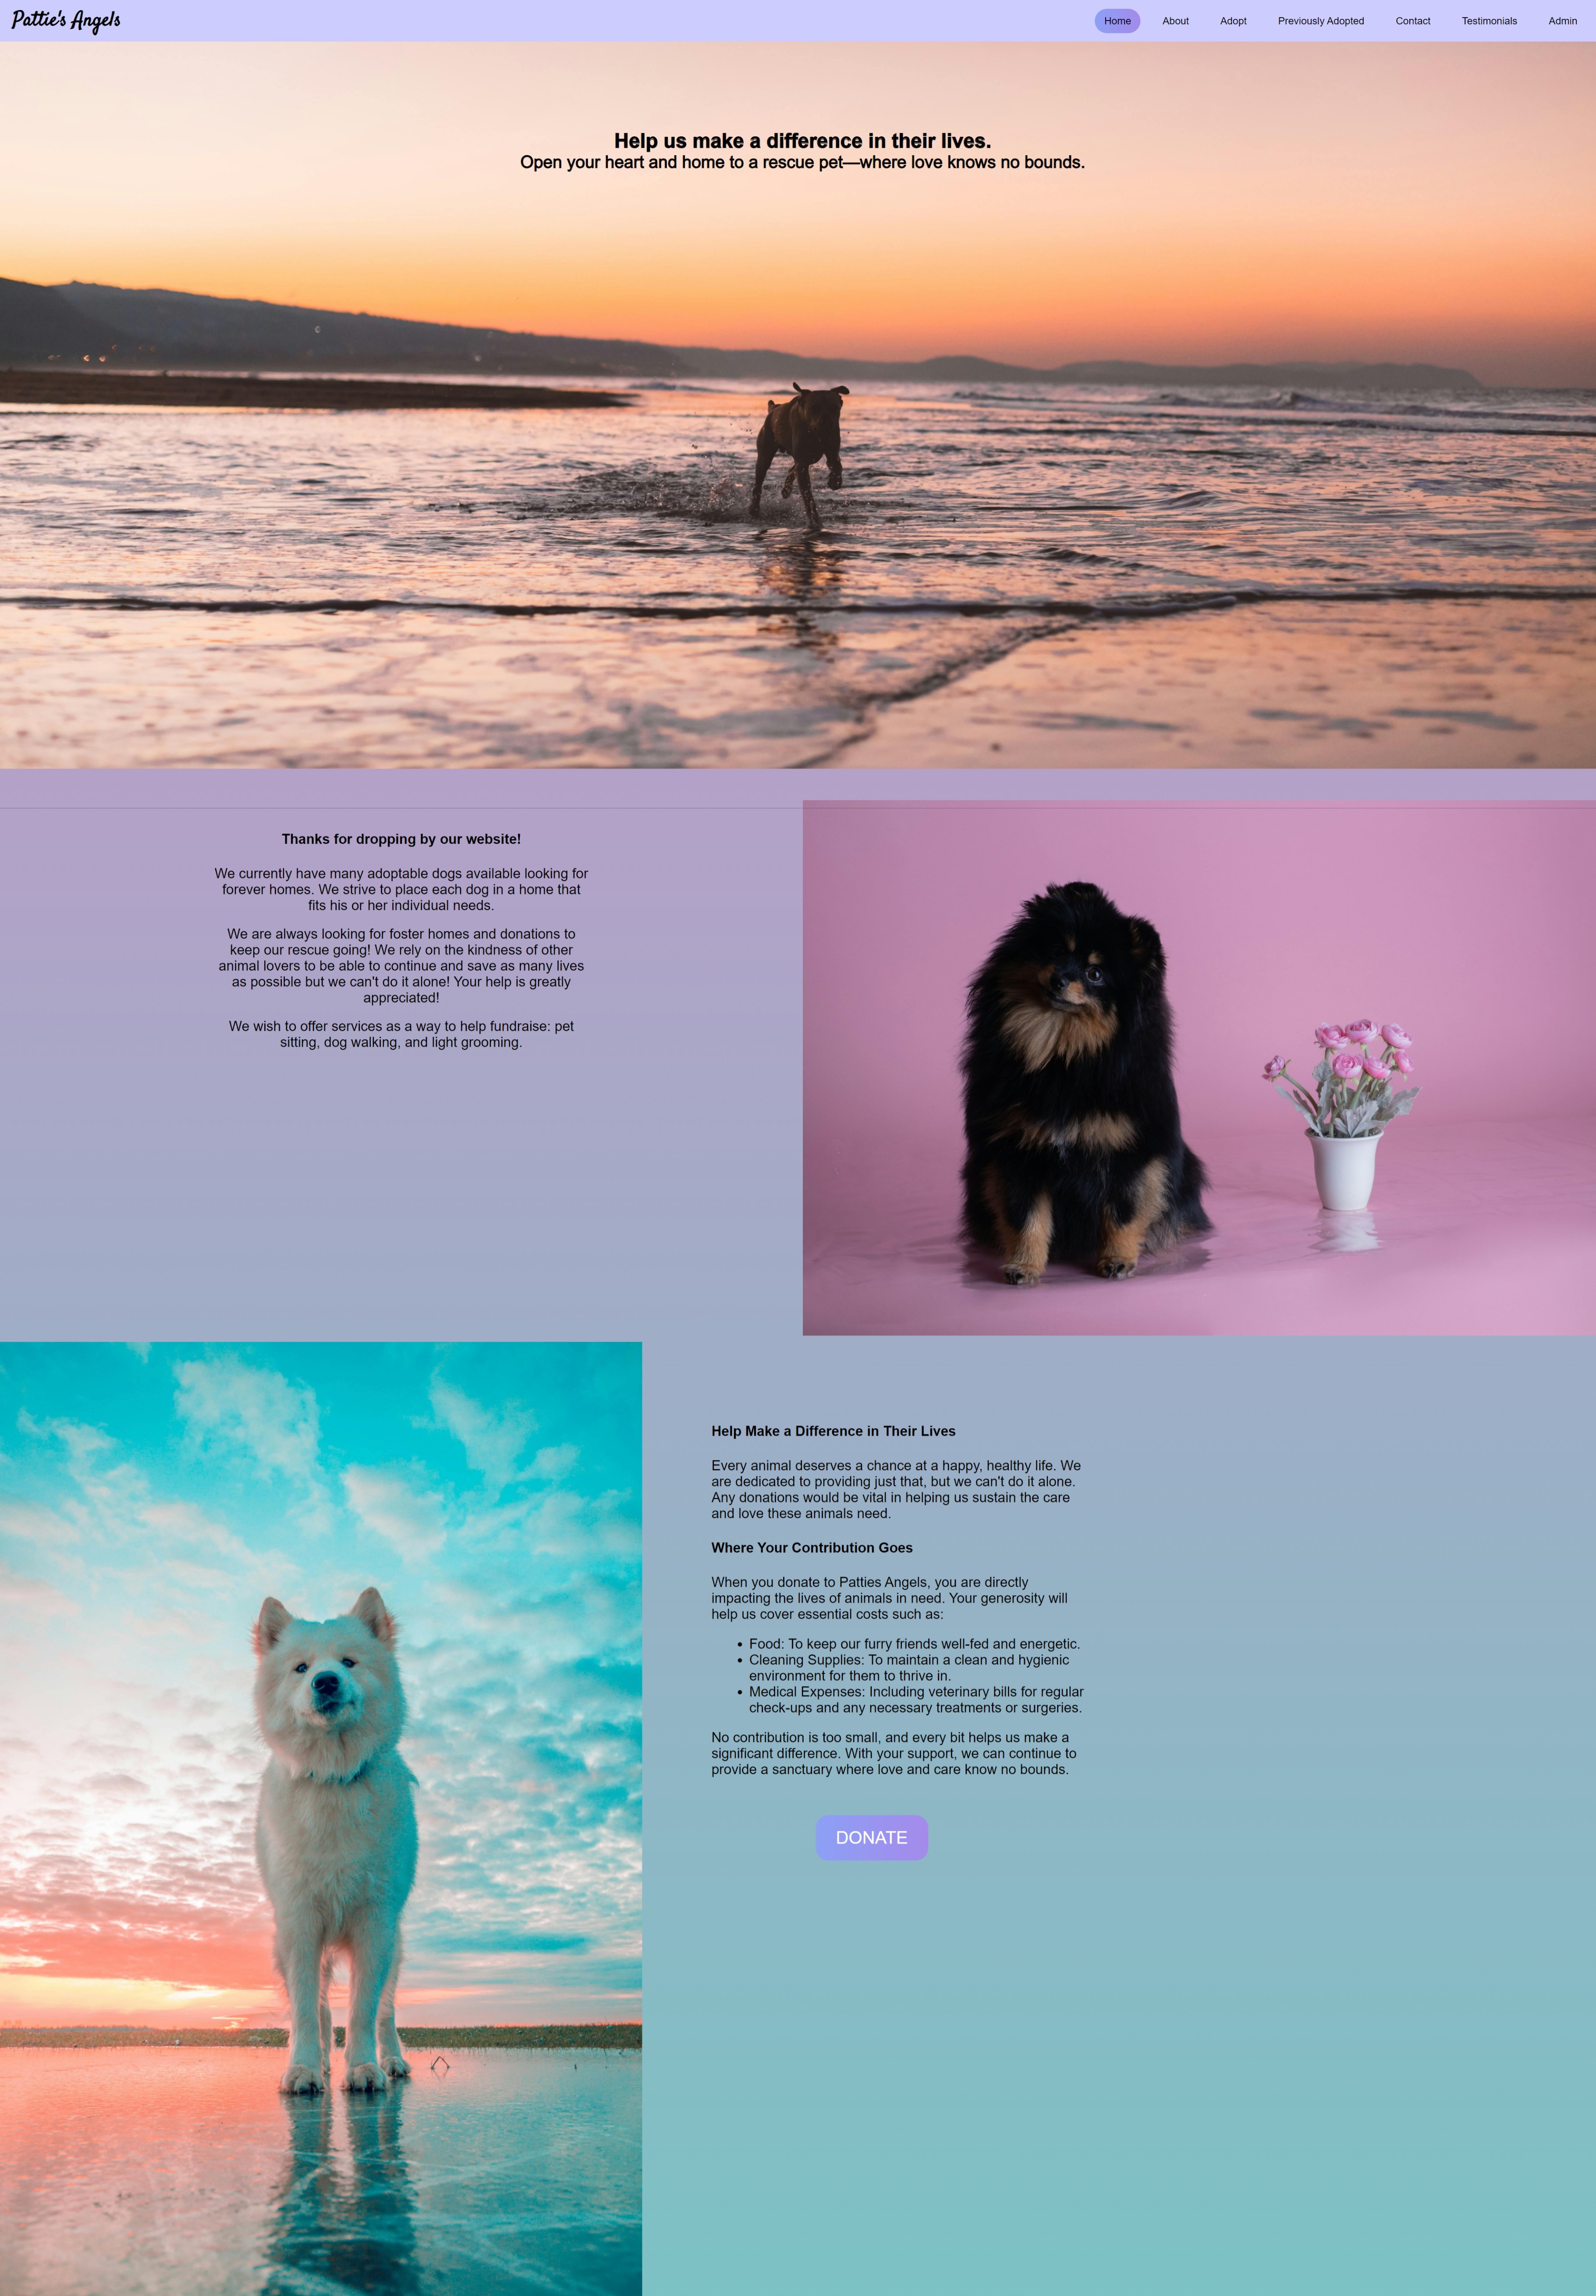 Pattie's Angels
Home About Adopt Previously Adopted Contact Testimonials Admin
Help us make a difference in their lives.
Open your heart and home to a rescue pet—where love knows no bounds.
Thanks for dropping by our website!
We currently have many adoptable dogs available looking for
forever homes. We strive to place each dog in a home that
fits his or her individual needs.
We are always looking for foster homes and donations to
keep our rescue going! We rely on the kindness of other
animal lovers to be able to continue and save as many lives
as possible but we can't do it alone! Your help is greatly
appreciated!
We wish to offer services as a way to help fundraise: pet
sitting, dog walking, and light grooming.
Help Make a Difference in Their Lives
Every animal deserves a chance at a happy, healthy life. We
are dedicated to providing just that, but we can't do it alone.
Any donations would be vital in helping us sustain the care
and love these animals need.
Where Your Contribution Goes
When you donate to Patties Angels, you are directly
impacting the lives of animals in need. Your generosity will
help us cover essential costs such as:
• Food: To keep our furry friends well-fed and energetic.
• Cleaning Supplies: To maintain a clean and hygienic
environment for them to thrive in.
• Medical Expenses: Including veterinary bills for regular
check-ups and any necessary treatments or surgeries.
No contribution is too small, and every bit helps us make a
significant difference. With your support, we can continue to
provide a sanctuary where love and care know no bounds.
DONATE